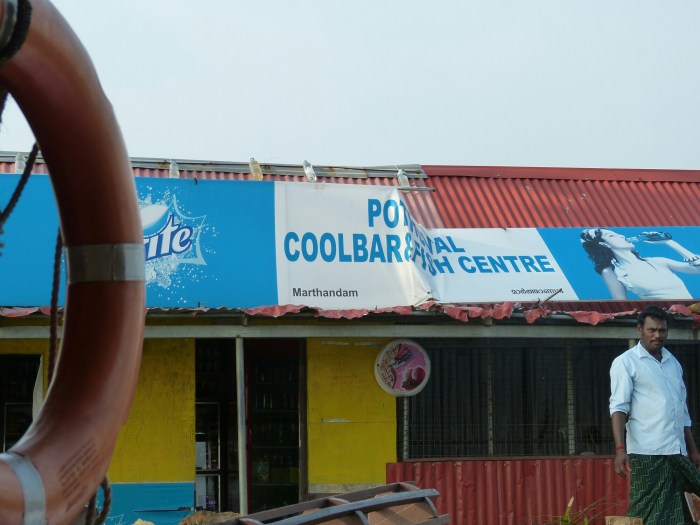 POT
VAL
COOLBAR & F SH CENTRE
Marthandam
ite